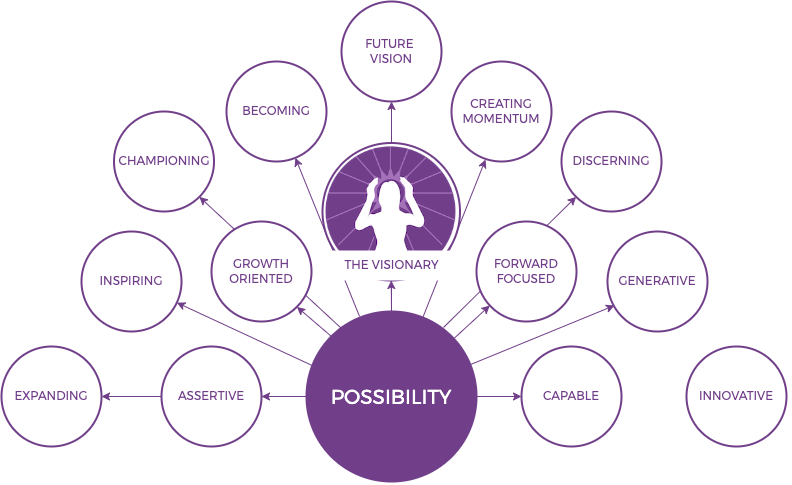 FUTURE
VISION
BECOMING
CREATING
MOMENTUM
CHAMPIONING
DISCERNING
GROWTH
ORIENTED
THE VISIONARY
FORWARD
FOCUSED
INSPIRING
GENERATIVE
EXPANDING
ASSERTIVE
POSSIBILITY
CAPABLE
INNOVATIVE